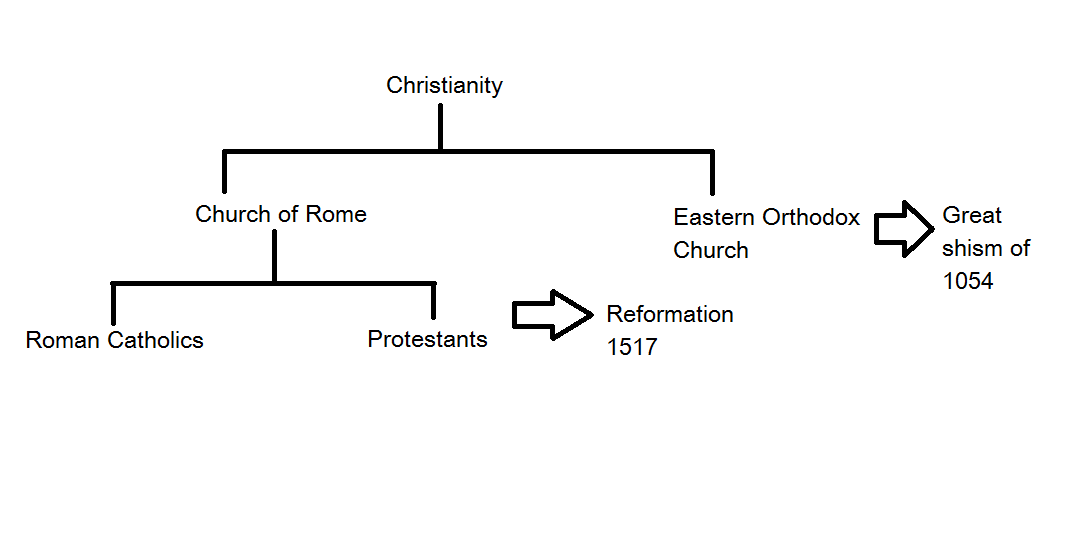 Christianity
Church of Rome
Eastern Orthodox
Church
Great
shism of
1054
Roman Catholics
Protestants
Reformation
1517